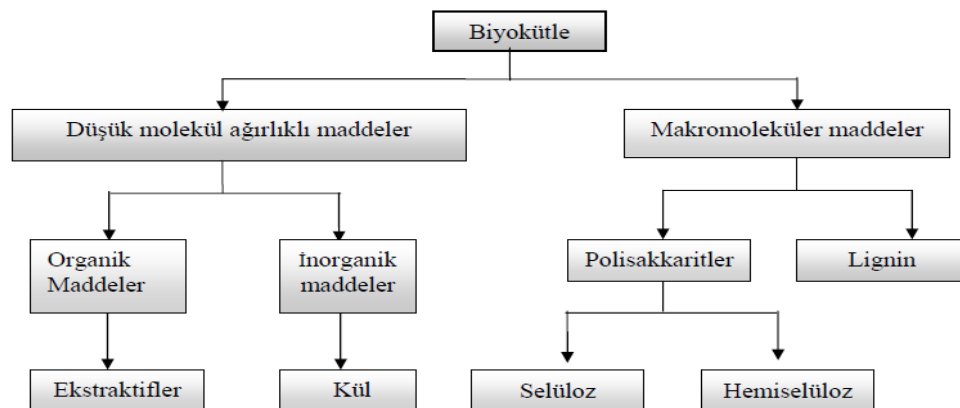 Biyokütle
Düşük molekül ağırlıklı maddeler
Makromoleküler maddeler
Organik
Maddeler
İnorganik
maddeler
Polisakkaritler
Lignin
Ekstraktifler
Kül
Selüloz
Hemiselüloz